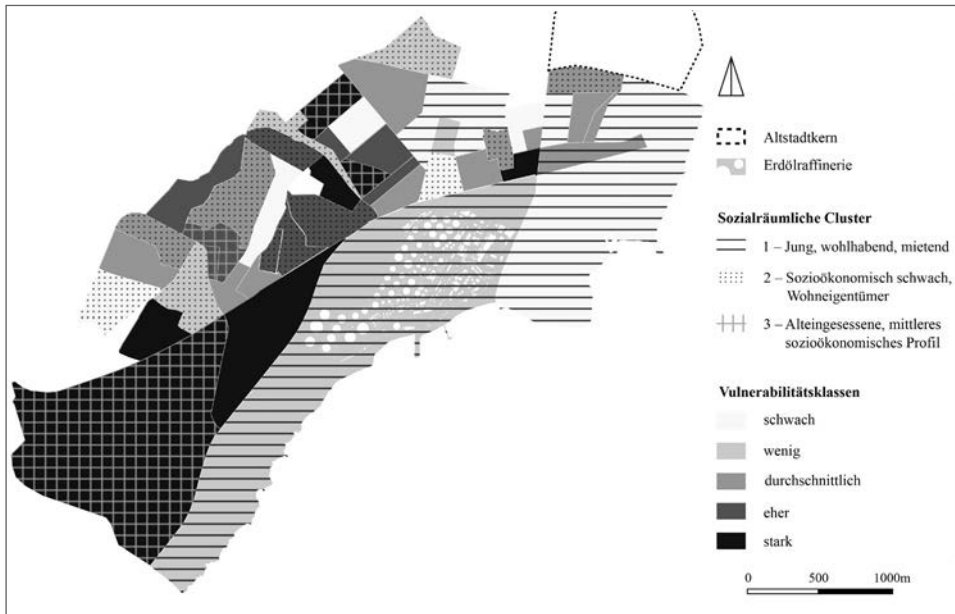 Altstadtkern
Erdölraffinerie
Sozialräumliche Cluster
1 – Jung, wohlhabend, mietend
2 – Sozioökonomisch schwach,
Wohneigentümer
3 – Alteingesessene, mittleres
sozioökonomisches Profil
Vulnerabilitätsklassen
schwach
wenig
durchschnittlich
eher
stark
0 500 1000m